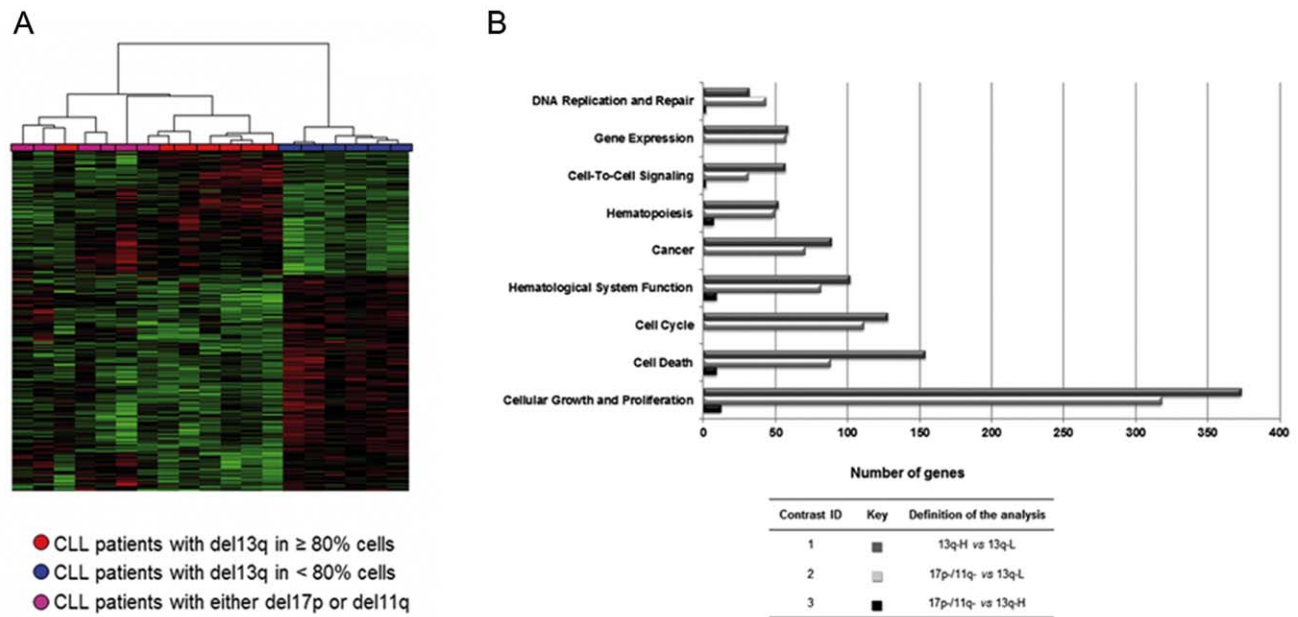 A
CLL patients with del13q in ≥ 80% cells
CLL patients with del13q in < 80% cells
CLL patients with either del17p or del11q
B
DNA Replication and Repair
Gene Expression
Cell-To-Cell Signaling
Hematopoiesis
Cancer
Hematological System Function
Cell Cycle
Cell Death
Cellular Growth and Proliferation
0 50 100 150 200 250 300 350 400
Number of genes
Contrast ID Key Definition of the analysis
1 13q-H vs 13q-L
2 17p-/11q- vs 13q-L
3 17p-/11q- vs 13q-H